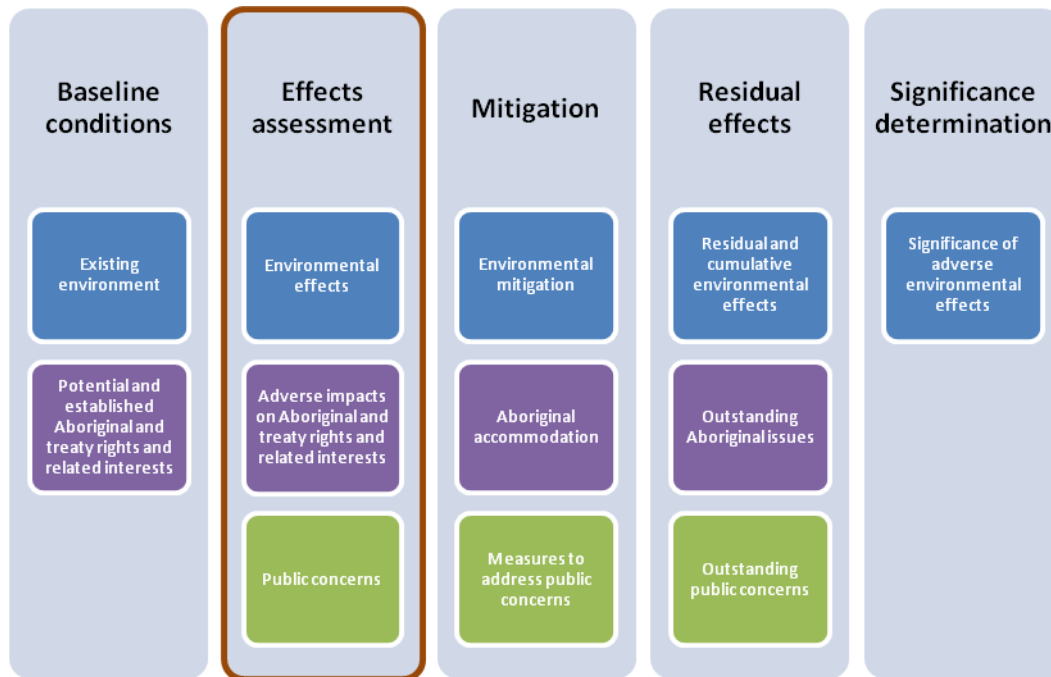 Baseline
conditions
Effects
assessment
Mitigation
Residual
effects
Significance
determination
Existing
environment
Environmental
effects
Environmental
mitigation
Residual and
cumulative
environmental
effects
Significance of
adverse
environmental
effects
Potential and
established
Aboriginal and
treaty rights and
related interests
Adverse impacts
on Aboriginal and
treaty rights and
related interests
Aboriginal
accommodation
Outstanding
Aboriginal issues
Public concerns
Measures to
address public
concerns
Outstanding
public concerns